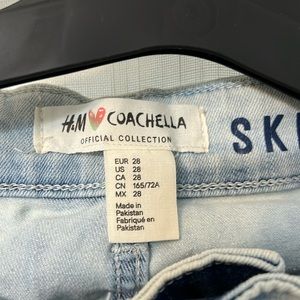 H&M COACHELLA
OFFICIAL COLLECTION
EUR 28
US 28
CA 28
CN 165/72A
MX 28
Made in
Pakistan
Fabriqué en
Pakistan
SK